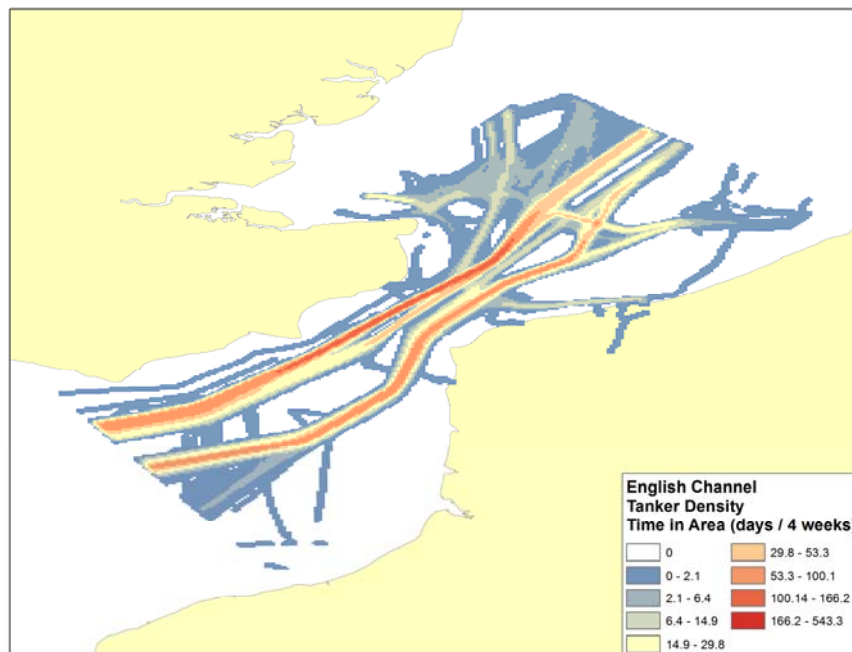 English Channel
Tanker Density
Time in Area (days / 4 weeks)
0
0 - 2.1
2.1 - 6.4
6.4 - 14.9
14.9 - 29.8
29.8 - 53.3
53.3 - 100.1
100.14 - 166.2
166.2 - 543.3